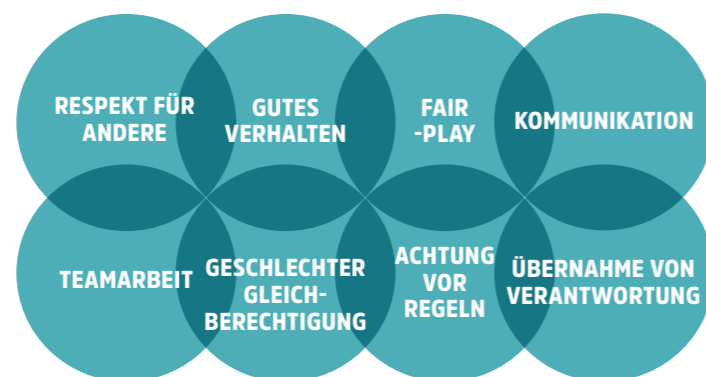 RESPEKT FÜR
ANDERE
GUTES
VERHALTEN
FAIR
-PLAY
KOMMUNIKATION
TEAMARBEIT
GESCHLECHTER
GLEICH-
BERECHTIGUNG
ACHTUNG
VOR
REGELN
ÜBERNAHME VON
VERANTWORTUNG